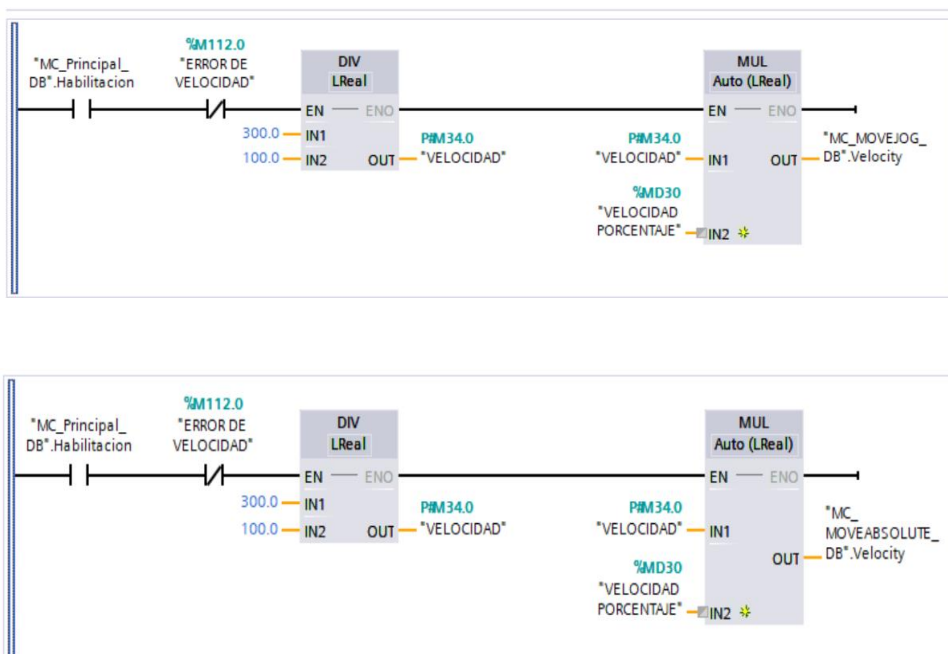 %M112.0
"MC_Principal_
DB".Habilitacion
"ERROR DE
VELOCIDAD"
DIV
LReal
EN
ENO
300.0
IN1
100.0
IN2
OUT
P#M34.0
"VELOCIDAD"
MUL
Auto (LReal)
EN
ENO
P#M34.0
"VELOCIDAD"
IN1
OUT
"MC_MOVEJOG_
DB".Velocity
%MD30
"VELOCIDAD
PORCENTAJE"
IN2
%M112.0
"MC_Principal_
DB".Habilitacion
"ERROR DE
VELOCIDAD"
DIV
LReal
EN
ENO
300.0
IN1
100.0
IN2
OUT
P#M34.0
"VELOCIDAD"
MUL
Auto (LReal)
EN
ENO
P#M34.0
"VELOCIDAD"
IN1
OUT
"MC_
MOVEABSOLUTE_
DB".Velocity
%MD30
"VELOCIDAD
PORCENTAJE"
IN2